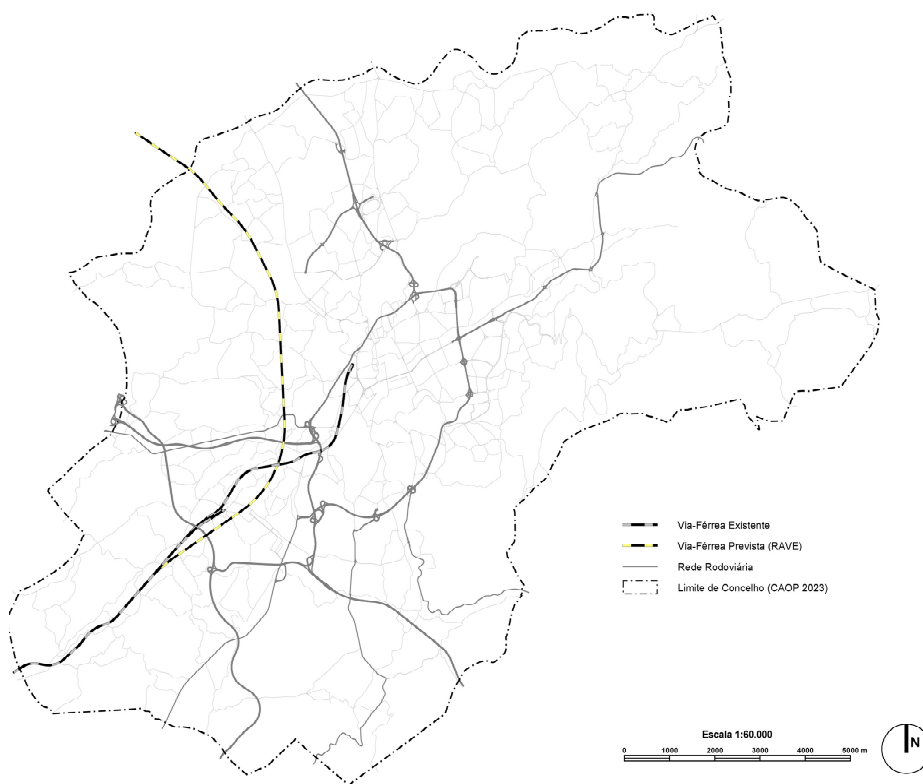 Via-Férrea Existente
Via-Férrea Prevista (RAVE)
Rede Rodoviária
Limite de Concelho (CAOP 2023)
Escala 1:60.000
0 1000 2000 3000 4000 5000 m
N